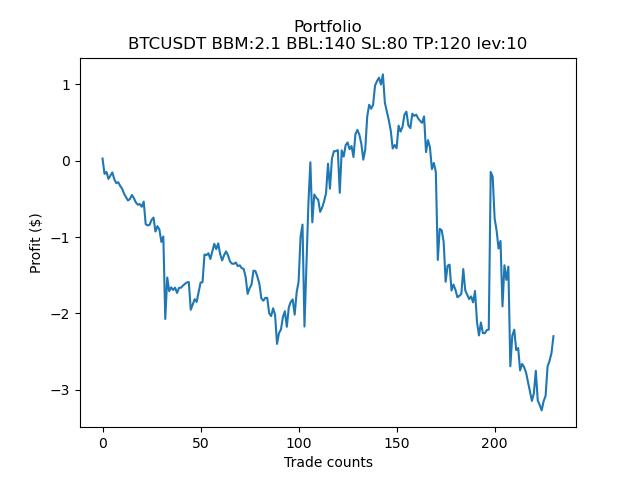 Portfolio
BTCUSDT BBM:2.1 BBL:140 SL:80 TP:120 lev:10
1
0
−1
−2
−3
Profit ($)
0 50 100 150 200
Trade counts